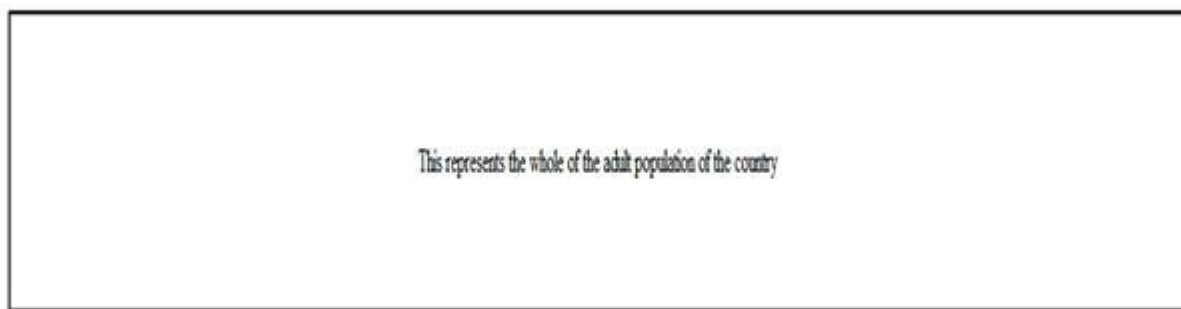 This represents the whole of the adult population of the country